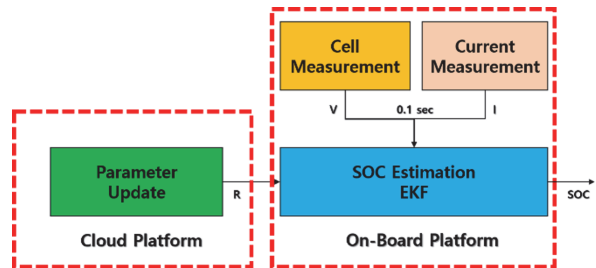 Cell
Measurement
Current
Measurement
V
0.1 sec
I
Parameter
Update
R
SOC Estimation
EKF
SOC
Cloud Platform
On-Board Platform